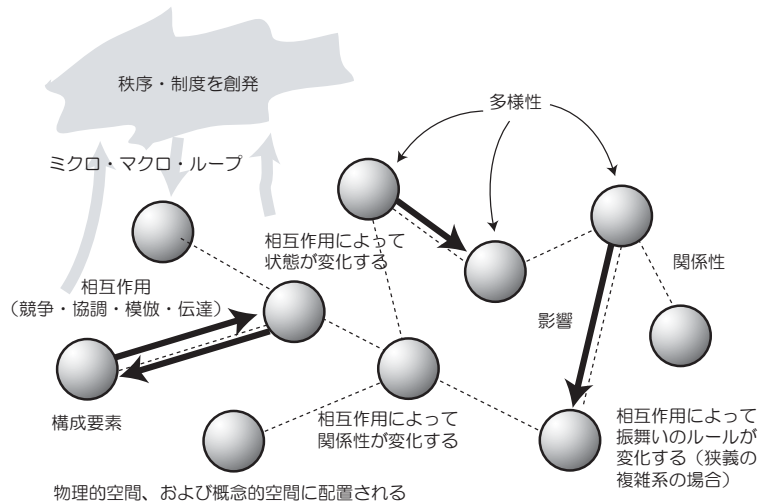 秩序・制度を創発
多様性
ミクロ・マクロ・ループ
相互作用によって
状態が変化する
関係性
相互作用
(競争・協調・模倣・伝達)
影響
構成要素
相互作用によって
関係性が変化する
相互作用によって
振舞いのルールが
変化する(狭義の
複雑系の場合)
物理的空間、および概念的空間に配置される